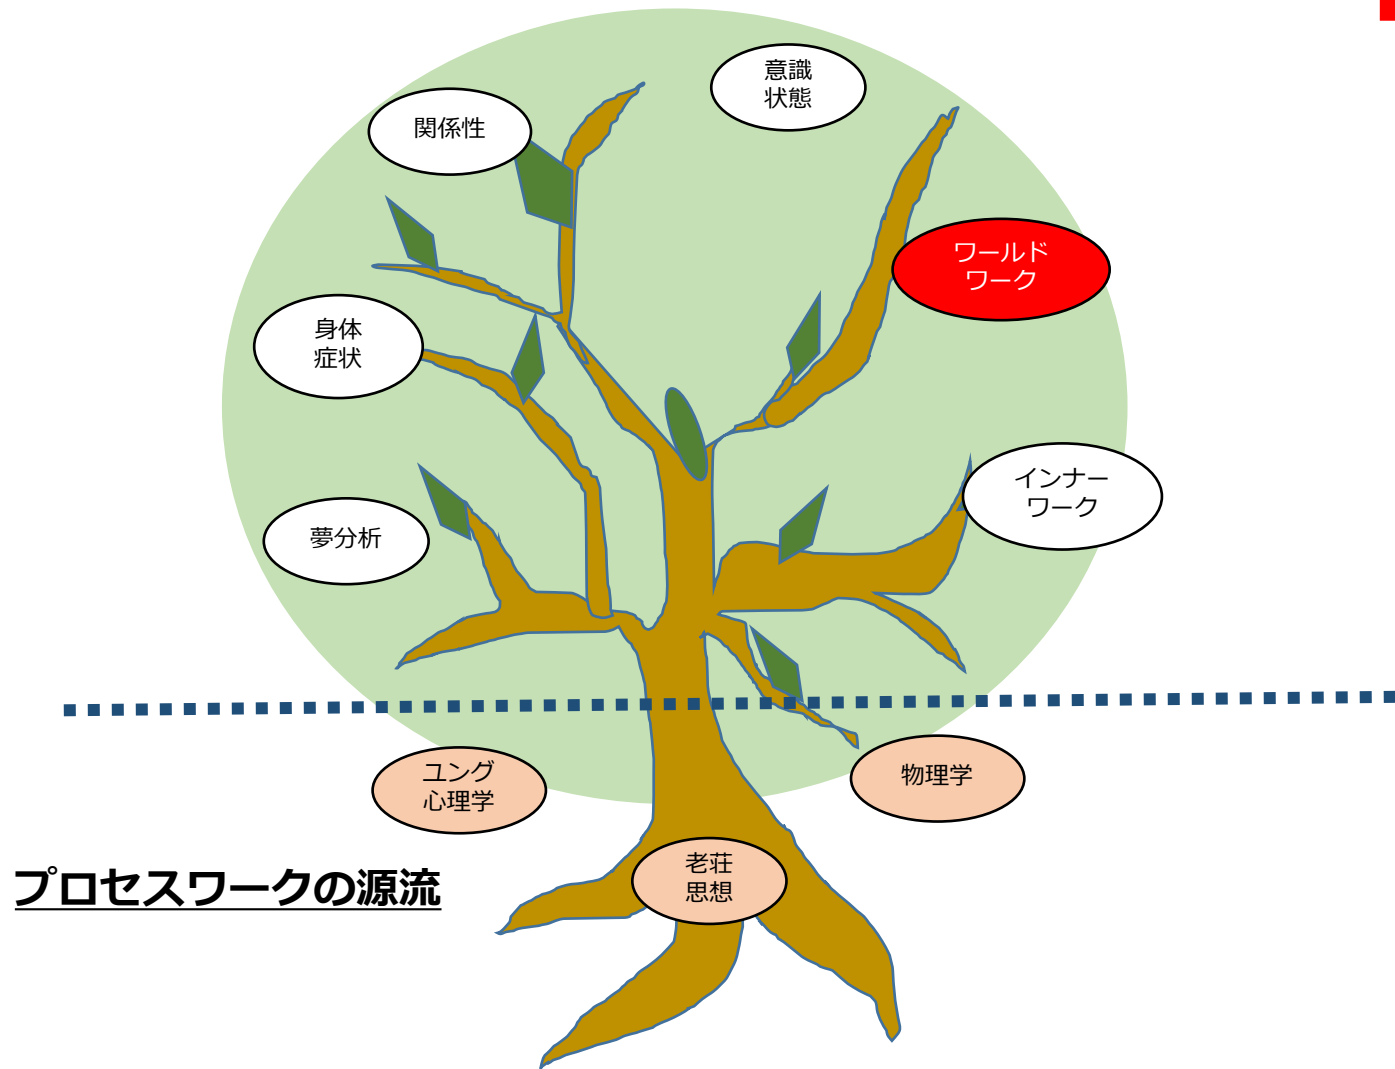 意識
状態
関係性
ワールド
ワーク
身体
症状
インナー
ワーク
夢分析
ユング
心理学
物理学
老荘
思想
プロセスワークの源流